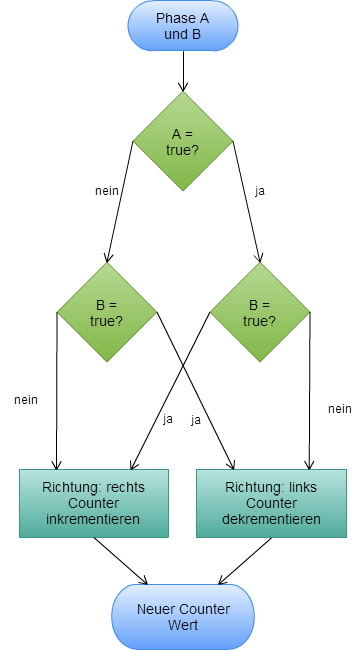 Phase A
und B
A =
true?
nein
ja
B =
true?
B =
true?
nein
ja
ja
nein
Richtung: rechts
Counter
inkrementieren
Richtung: links
Counter
dekrementieren
Neuer Counter
Wert